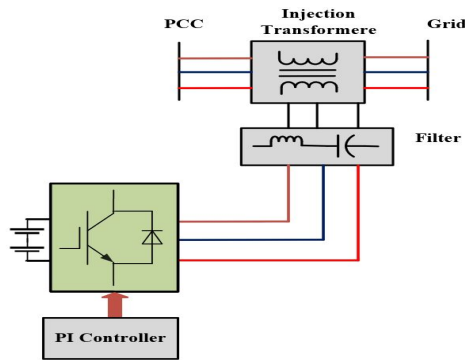 Injection
Transformere
PCC
Grid
Filter
PI Controller